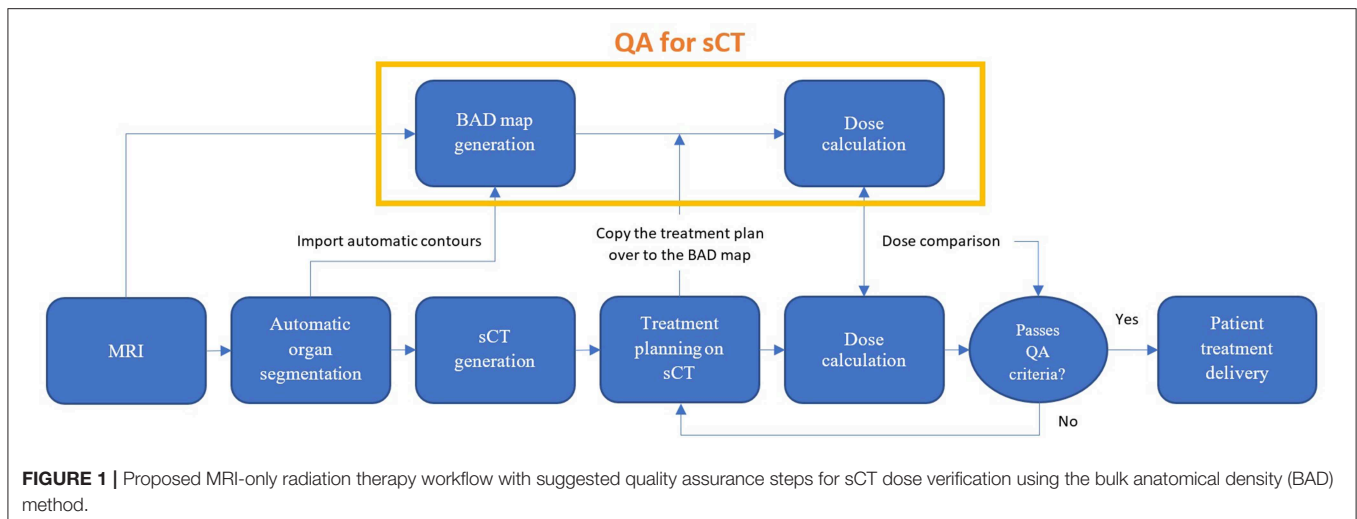 QA for sCT
BAD map
generation
Dose
calculation
Import automatic contours
Copy the treatment plan
over to the BAD map
Dose comparison
MRI
Automatic
organ
segmentation
sCT
generation
Treatment
planning on
sCT
Dose
calculation
Passes
QA
criteria?
Yes
No
Patient
treatment
delivery
FIGURE 1 | Proposed MRI-only radiation therapy workflow with suggested quality assurance steps for sCT dose verification using the bulk anatomical density (BAD)
method.